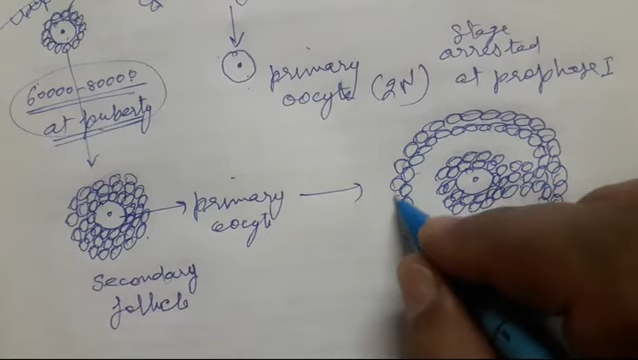 primary
oocyte (2N)
Stage
arrested
at prophase I
60000-80000
at puberty
primary
oocyte
Secondary
follicle